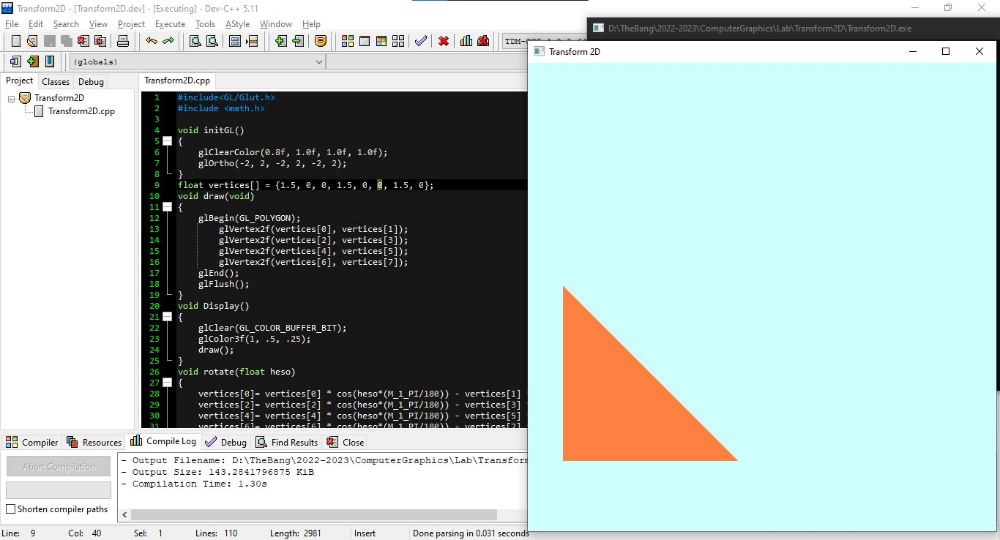 Transform2D - [Transform2D.dev] - [Executing] - Dev-C++ 5.11
File Edit Search View Project Execute Tools AStyle Window Help
(globals)
Project Classes Debug
Transform2D
Transform2D.cpp
Transform2D.cpp
1 #include<GL/Glut.h>
2 #include <math.h>
3
4 void initGL()
5 {
6 glClearColor(0.8f, 1.0f, 1.0f, 1.0f);
7 glOrtho(-2, 2, -2, 2, -2, 2);
8 }
9 float vertices[] = {1.5, 0, 0, 1.5, 0, 0, 1.5, 0};
10 void draw(void)
11 {
12 glBegin(GL_POLYGON);
13 glVertex2f(vertices[0], vertices[1]);
14 glVertex2f(vertices[2], vertices[3]);
15 glVertex2f(vertices[4], vertices[5]);
16 glVertex2f(vertices[6], vertices[7]);
17 glEnd();
18 glFlush();
19 }
20 void Display()
21 {
22 glClear(GL_COLOR_BUFFER_BIT);
23 glColor3f(1, .5, .25);
24 draw();
25 }
26 void rotate(float heso)
27 {
28 vertices[0]= vertices[0] * cos(heso*(M_1_PI/180)) - vertices[1]
29 vertices[2]= vertices[2] * cos(heso*(M_1_PI/180)) - vertices[3]
30 vertices[4]= vertices[4] * cos(heso*(M_1_PI/180)) - vertices[5]
31 vertices[6]= vertices[6] * cos(heso*(M_1_PI/180)) - vertices[7]
D:\TheBang\2022-2023\ComputerGraphics\Lab\Transform2D\Transform2D.exe
Transform 2D
Compiler Resources Compile Log Debug Find Results Close
Abort Compilation
Shorten compiler paths
- Output Filename: D:\TheBang\2022-2023\ComputerGraphics\Lab\Transform
- Output Size: 143.2841796875 KiB
- Compilation Time: 1.30s
Line: 9 Col: 40 Sel: 1 Lines: 110 Length: 2981 Insert Done parsing in 0.031 seconds